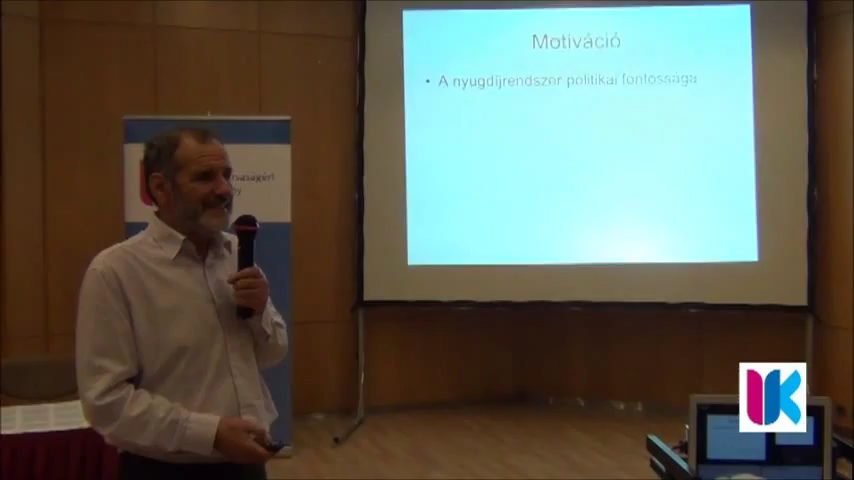 Motiváció
• A nyugdíjrendszer politikai fontossága